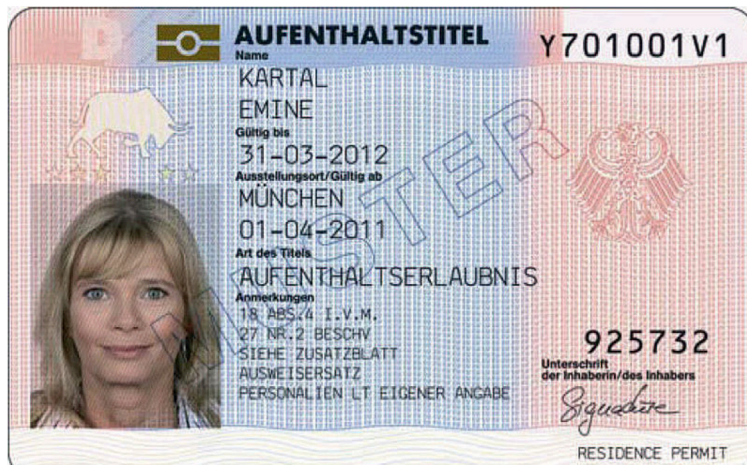 D
AUFENTHALTSTITEL
Y701001V1
Name
KARTAL
EMINE
Gültig bis
31-03-2012
Ausstellungsort/Gültig ab
MÜNCHEN
01-04-2011
Art des Titels
AUFENTHALTSERLAUBNIS
Anmerkungen
18 ABS.4 I.V.M.
27 NR.2 BESCHV
SIEHE ZUSATZBLATT
AUSWEISERSATZ
PERSONALIEN LT EIGENER ANGABE
MUSTER
925732
Unterschrift
der Inhaberin/des Inhabers
Signature
RESIDENCE PERMIT